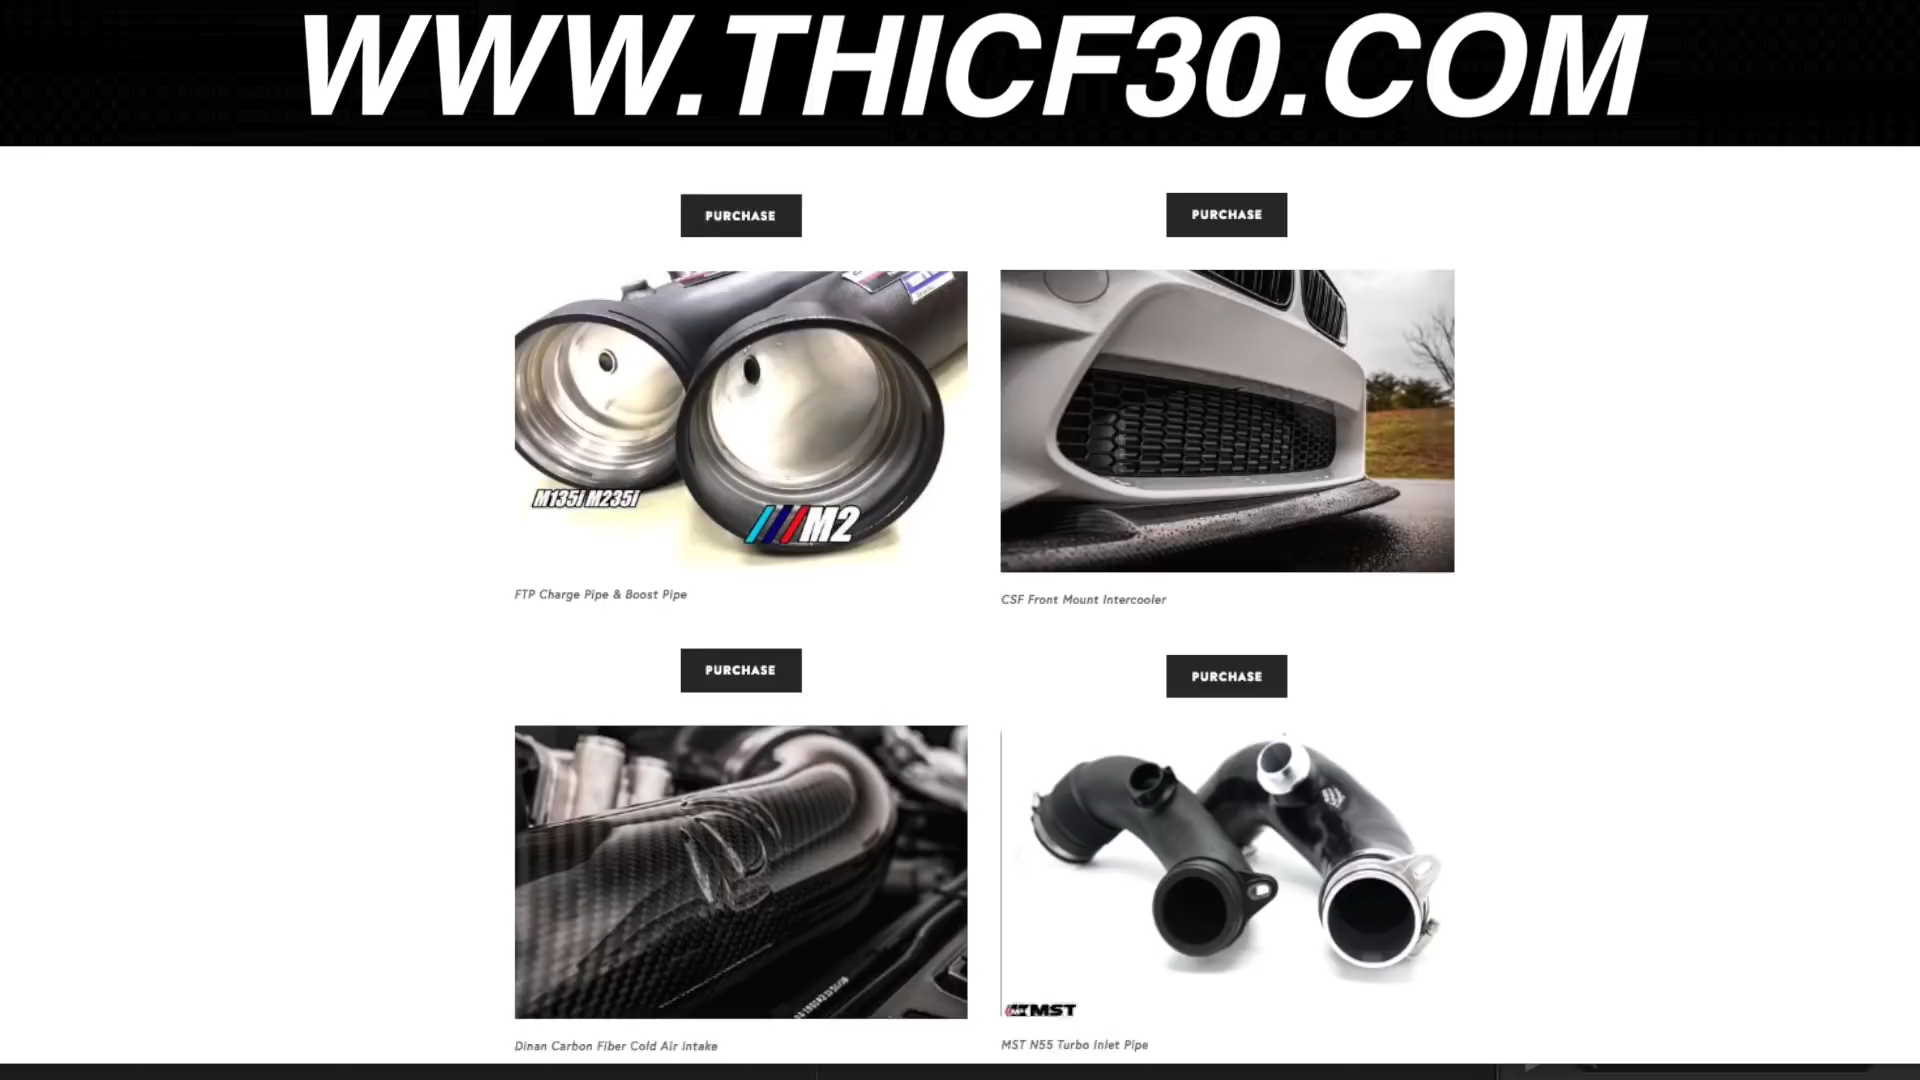 WWW.THICF30.COM
PURCHASE
PURCHASE
M135i M235i
M2
FTP Charge Pipe & Boost Pipe
CSF Front Mount Intercooler
PURCHASE
PURCHASE
MST
Dinan Carbon Fiber Cold Air Intake
MST N55 Turbo Inlet Pipe